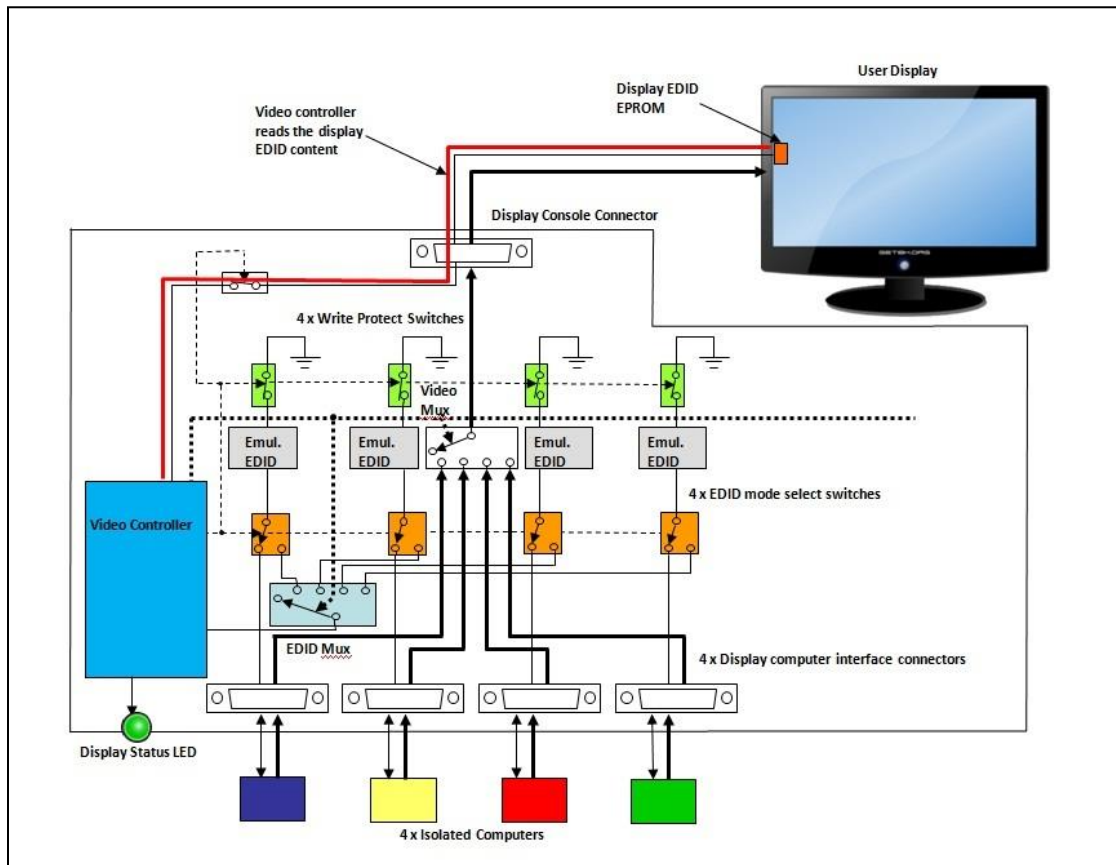 User Display
Display EDID
EPROM
Video controller
reads the display
EDID content
Display Console Connector
4 x Write Protect Switches
Video
Mux
Emul.
EDID
Emul.
EDID
Emul.
EDID
Emul.
EDID
4 x EDID mode select switches
Video Controller
EDID Mux
4 x Display computer interface connectors
Display Status LED
4 x Isolated Computers